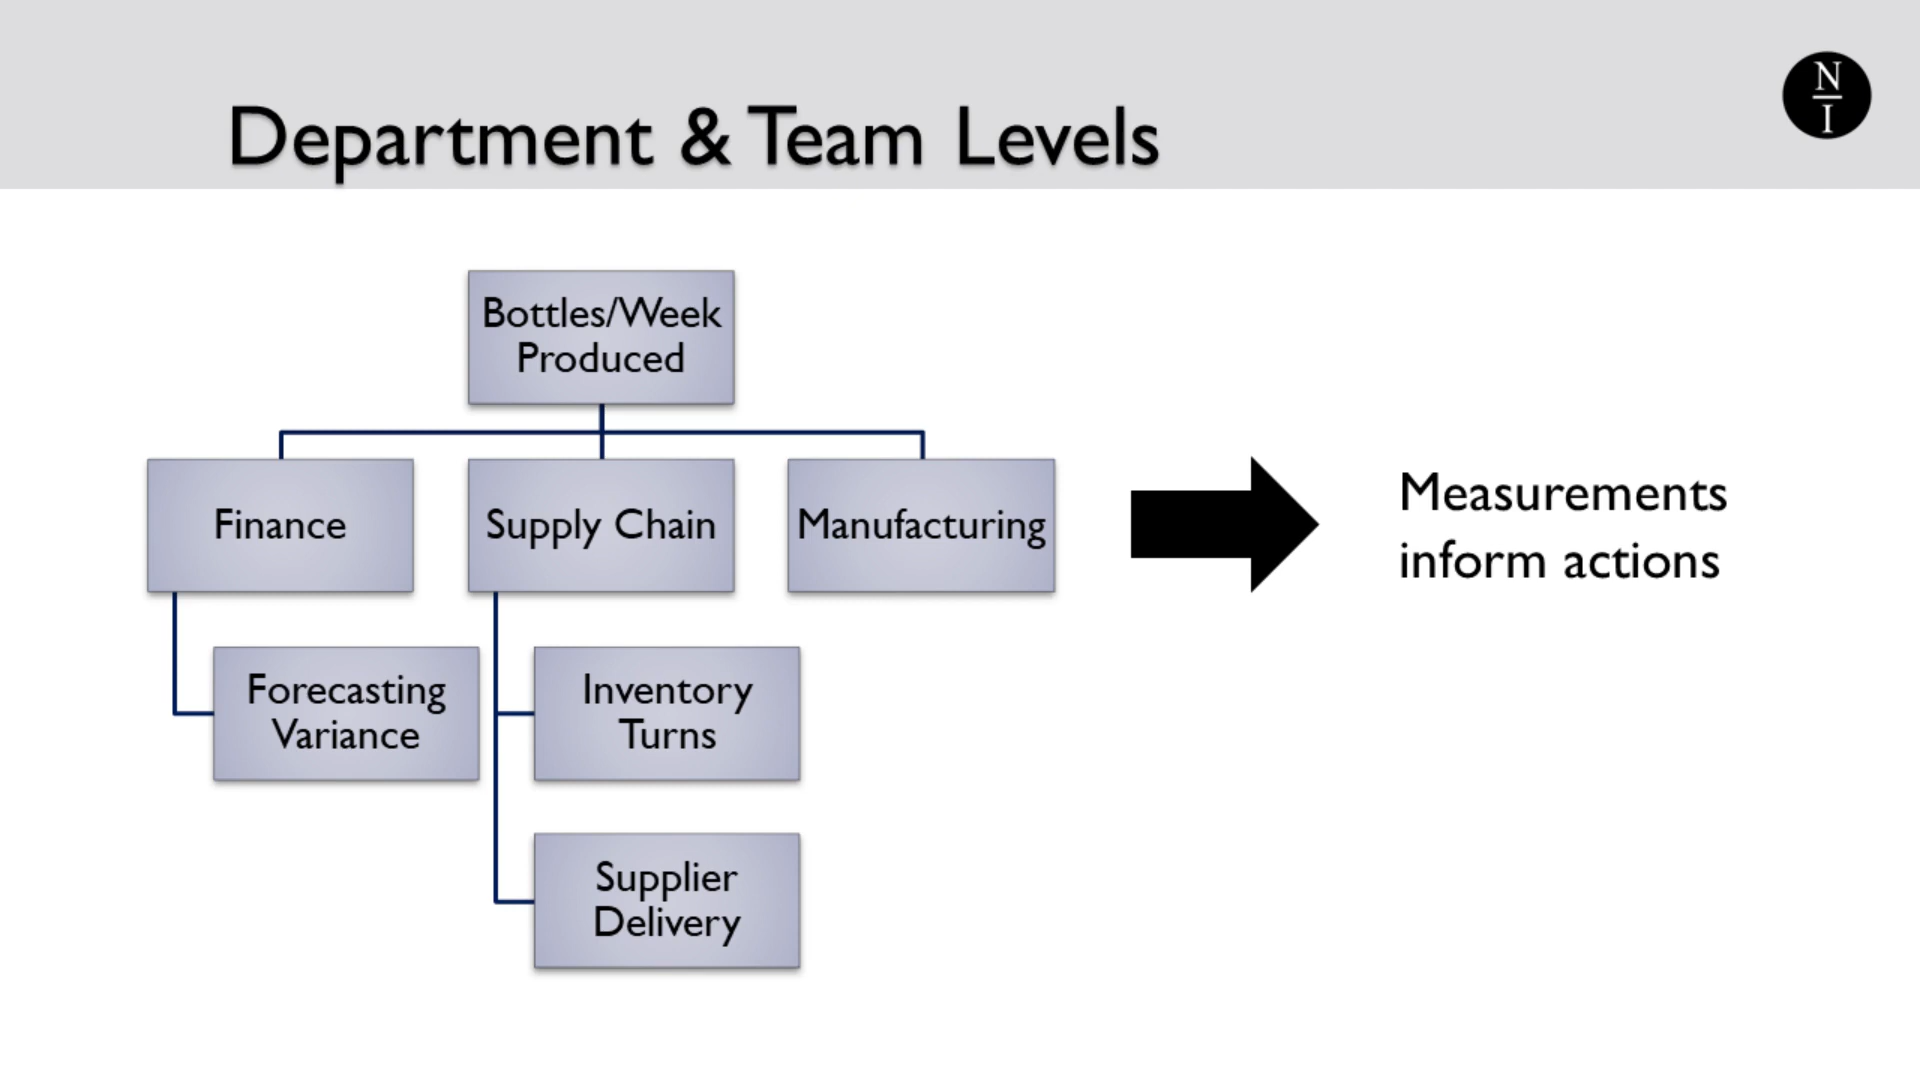 Department & Team Levels
N
I
Bottles/Week
Produced
Finance
Supply Chain
Manufacturing
Measurements
inform actions
Forecasting
Variance
Inventory
Turns
Supplier
Delivery